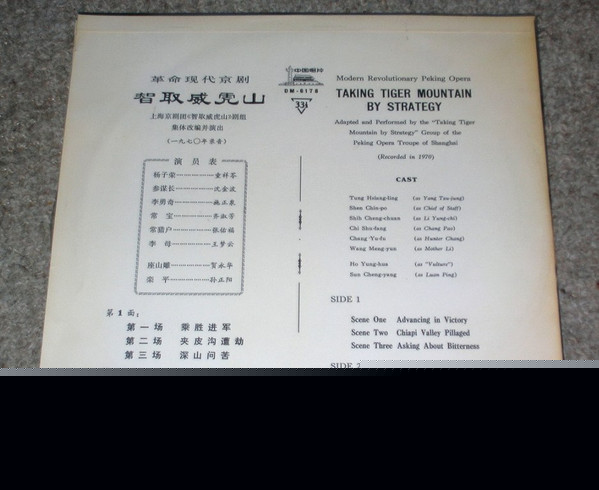 革命现代京剧
智取威虎山
上海京剧团《智取威虎山》剧组
集体改编并演出
(一九七〇年录音)
演员表
杨子荣……………童祥苓
参谋长……………沈金波
李勇奇……………施正泉
常宝……………齐淑芳
常猎户……………张佑福
李母……………王梦云
座山雕……………贺永华
栾平……………孙正阳
第1面:
第一场 乘胜进军
第二场 夹皮沟遭劫
第三场 深山问苦
中国唱片
DM-6178
33⅓
Modern Revolutionary Peking Opera
TAKING TIGER MOUNTAIN
BY STRATEGY
Adapted and Performed by the "Taking Tiger
Mountain by Strategy" Group of the
Peking Opera Troupe of Shanghai
(Recorded in 1970)
CAST
Tung Hsiang-ling (as Yang Tzu-jung)
Shen Chin-po (as Chief of Staff)
Shih Cheng-chuan (as Li Yung-chi)
Chi Shu-fang (as Chang Pao)
Chang Yu-fu (as Hunter Chang)
Wang Meng-yun (as Mother Li)
Ho Yung-hua (as "Vulture")
Sun Cheng-yang (as Luan Ping)
SIDE 1
Scene One Advancing in Victory
Scene Two Chiapi Valley Pillaged
Scene Three Asking About Bitterness
SIDE 2